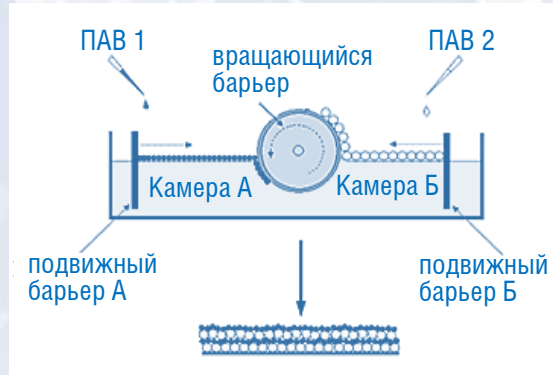 ПАВ 1
ПАВ 2
вращающийся
барьер
Камера А
Камера Б
подвижный
барьер А
подвижный
барьер Б